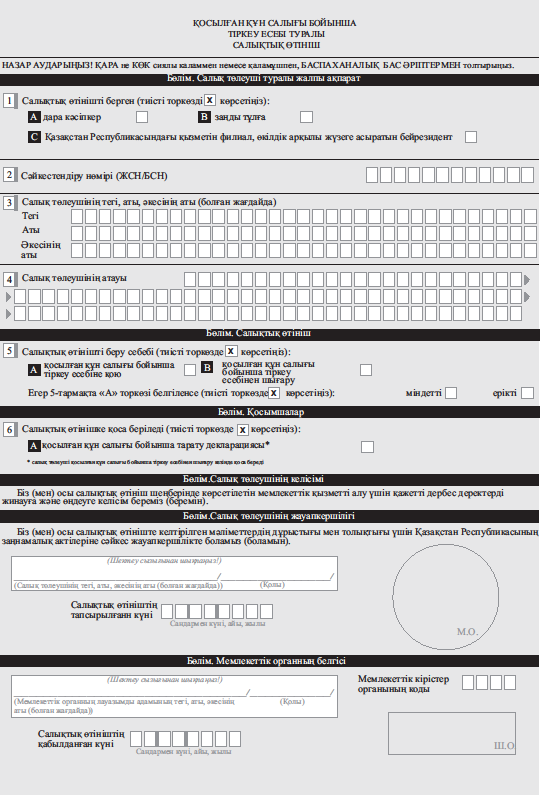 ҚОСЫЛҒАН ҚҰН САЛЫҒЫ БОЙЫНША
ТІРКЕУ ЕСЕБІ ТУРАЛЫ
САЛЫҚТЫҚ ӨТІНІШ
НАЗАР АУДАРЫҢЫЗ! ҚАРА не КӨК сиялы қаламмен немесе қаламұшпен, БАСПАХАНАЛЫҚ БАС ӘРІПТЕРМЕН толтырыңыз.
Бөлім. Салық төлеуші туралы жалпы ақпарат
1 Салықтық өтінішті берген (тиісті торкөзді X көрсетіңіз):
A дара кәсіпкер B заңды тұлға
C Қазақстан Республикасындағы қызметін филиал, өкілдік арқылы жүзеге асыратын бейрезидент
2 Сәйкестендіру нөмірі (ЖСН/БСН)
3 Салық төлеушінің тегі, аты, әкесінің аты (болған жағдайда)
Тегі
Аты
Әкесінің
аты
4 Салық төлеушінің атауы
Бөлім. Салықтық өтініш
5 Салықтық өтінішті беру себебі (тиісті торкөзде X көрсетіңіз):
A қосылған құн салығы бойынша
тіркеу есебіне қою
B қосылған құн салығы
бойынша тіркеу
есебінен шығару
Егер 5-тармақта «А» торкөзі белгіленсе (тиісті торкөзде X көрсетіңіз): міндетті ерікті
Бөлім. Қосымшалар
6 Салықтық өтінішке қоса беріледі (тиісті торкөзде X көрсетіңіз):
A қосылған құн салығы бойынша тарату декларациясы*
* салық төлеуші қосылған құн салығы бойынша тіркеу есебінен шығару кезінде қоса береді
Бөлім.Салық төлеушінің келісімі
Біз (мен) осы салықтық өтініш шеңберінде көрсетілетін мемлекеттік қызметті алу үшін қажетті дербес деректерді
жинауға және өңдеуге келісім береміз (беремін).
Бөлім.Салық төлеушінің жауапкершілігі
Біз (мен) осы салықтық өтініште келтірілген мәліметтердің дұрыстығы мен толықтығы үшін Қазақстан Республикасының
заңнамалық актілеріне сәйкес жауапкершілікте боламыз (боламын).
(Шектеу сызығынан шықпаңыз!)
(Салық төлеушінің тегі, аты, әкесінің аты (болған жағдайда)) (Қолы)
Салықтық өтініштің
тапсырылған күні
Сандармен күні, айы, жылы
М.О.
Бөлім. Мемлекеттік органның белгісі
(Шектеу сызығынан шықпаңыз!)
(Мемлекеттік органның лауазымды адамының тегі, аты, әкесінің
аты (болған жағдайда)) (Қолы)
Мемлекеттік кірістер
органының коды
Салықтық өтініштің
қабылданған күні
Сандармен күні, айы, жылы
Ш.О